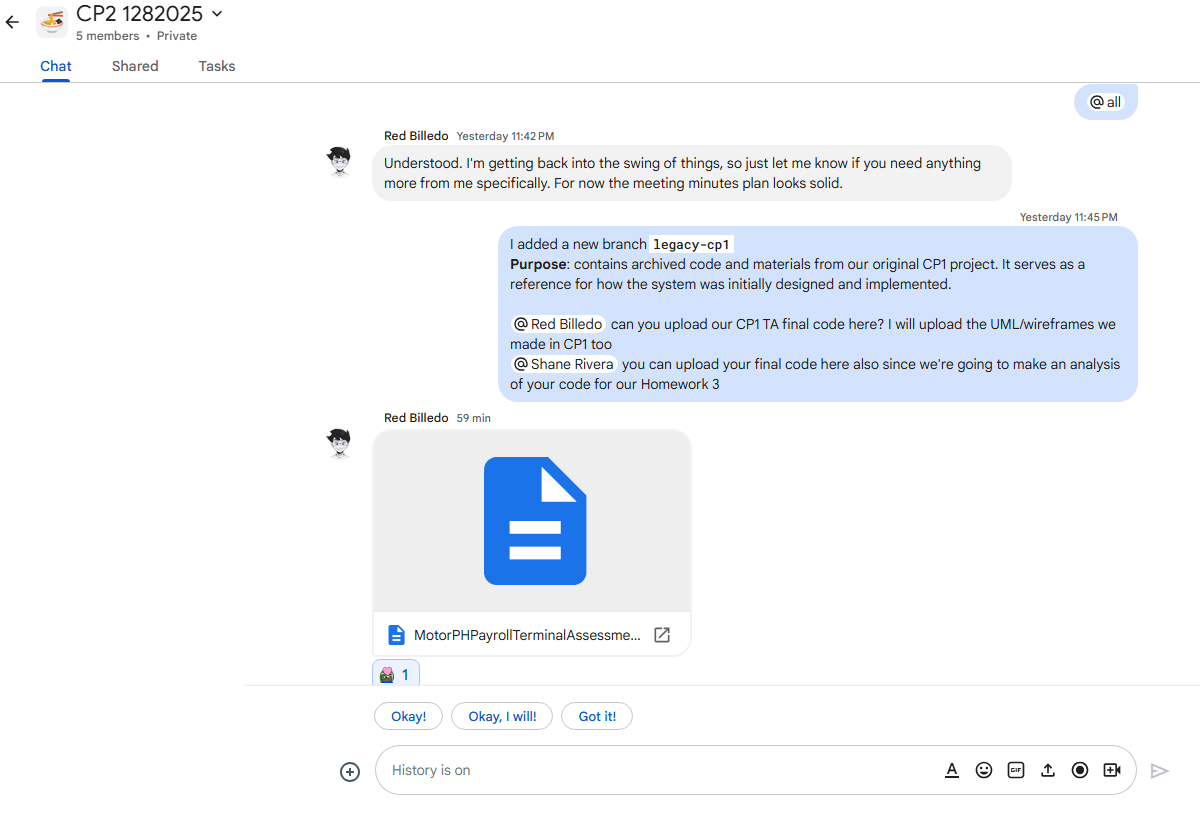 CP2 1282025
5 members • Private
Chat
Shared
Tasks
@all
Red Billedo Yesterday 11:42 PM
Understood. I'm getting back into the swing of things, so just let me know if you need anything
more from me specifically. For now the meeting minutes plan looks solid.
Yesterday 11:45 PM
I added a new branch legacy-cp1
Purpose: contains archived code and materials from our original CP1 project. It serves as a
reference for how the system was initially designed and implemented.
@Red Billedo can you upload our CP1 TA final code here? I will upload the UML/wireframes we
made in CP1 too
@Shane Rivera you can upload your final code here also since we're going to make an analysis
of your code for our Homework 3
Red Billedo 59 min
MotorPHPayrollTerminalAssessme...
1
Okay!
Okay, I will!
Got it!
History is on
A
GIF